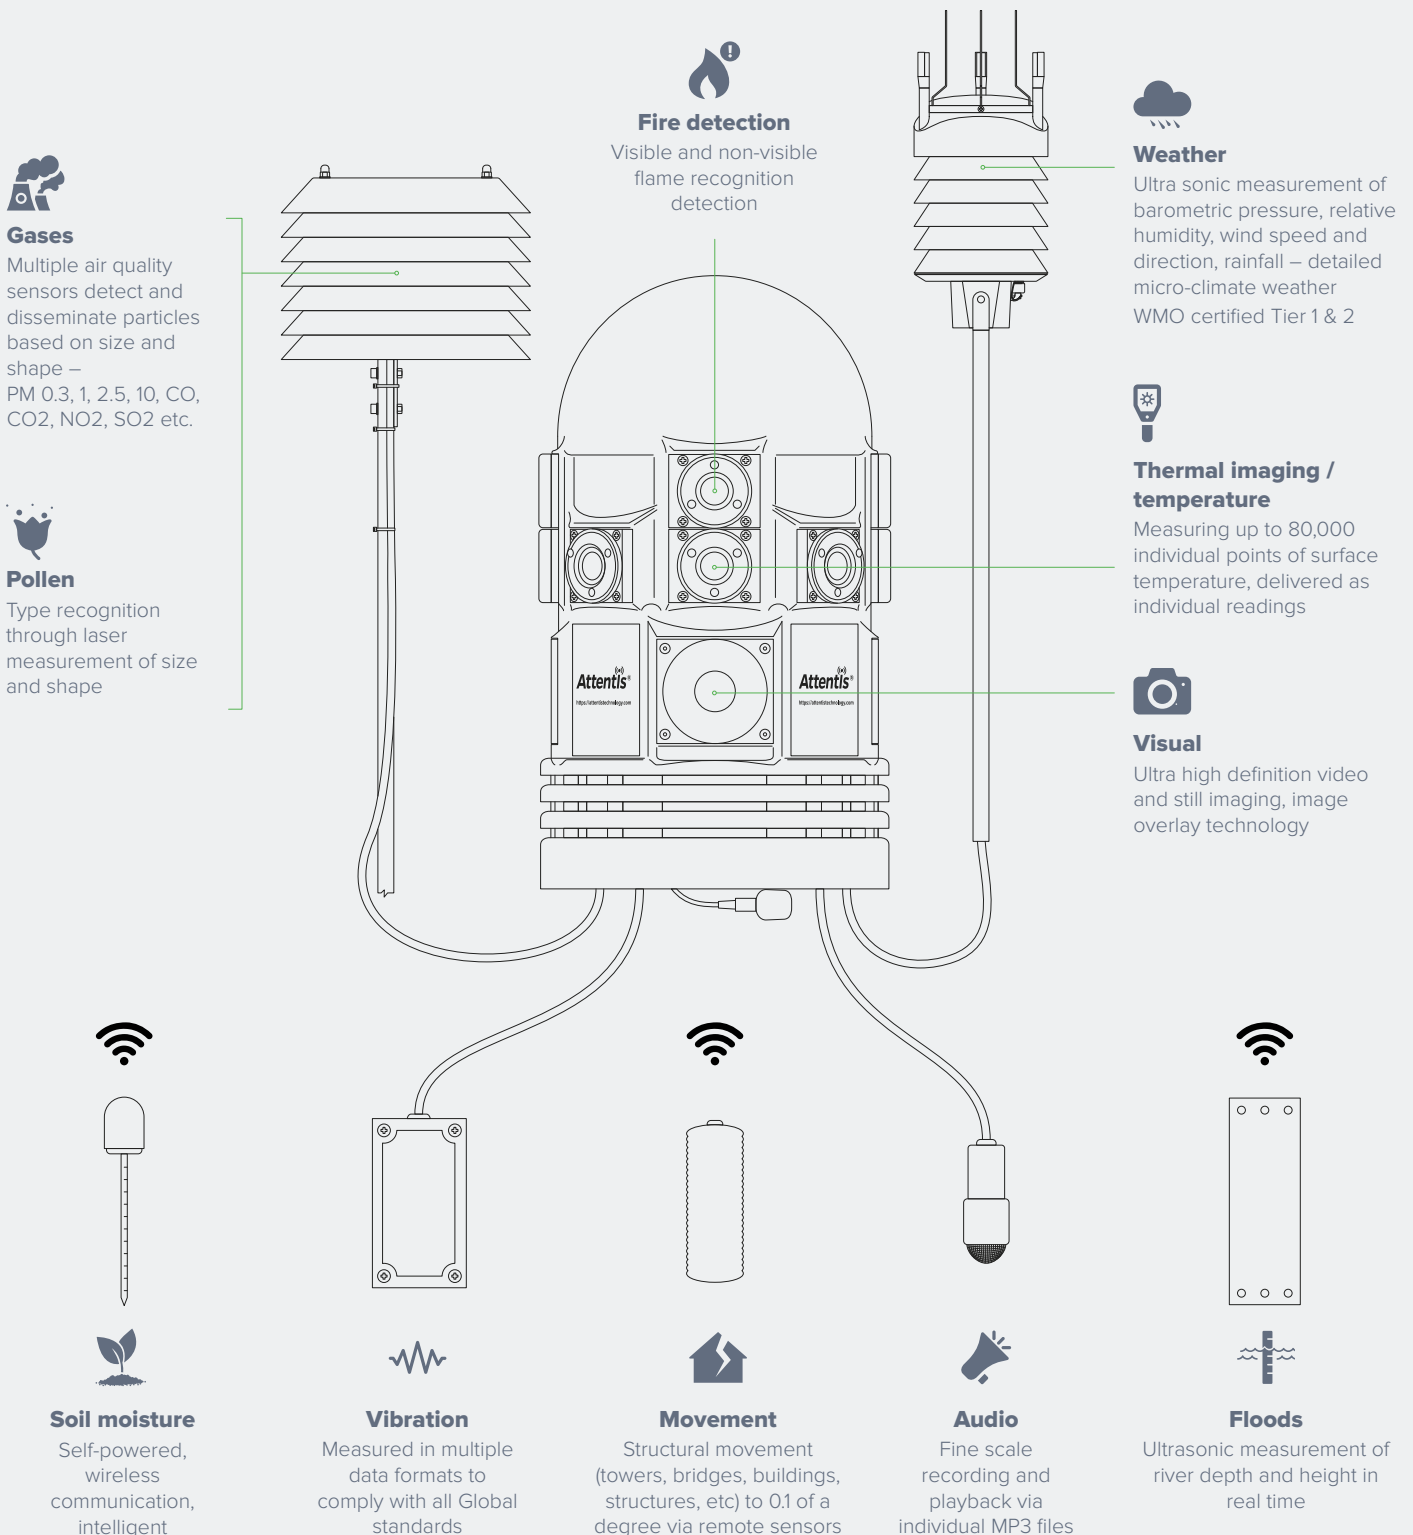 Fire detection
Visible and non-visible
flame recognition
detection
Gases
Multiple air quality
sensors detect and
disseminate particles
based on size and
shape –
PM 0.3, 1, 2.5, 10, CO,
CO2, NO2, SO2 etc.
Pollen
Type recognition
through laser
measurement of size
and shape
Weather
Ultra sonic measurement of
barometric pressure, relative
humidity, wind speed and
direction, rainfall – detailed
micro-climate weather
WMO certified Tier 1 & 2
Thermal imaging /
temperature
Measuring up to 80,000
individual points of surface
temperature, delivered as
individual readings
Visual
Ultra high definition video
and still imaging, image
overlay technology
Attentis®
https://attentistechnology.com
Attentis®
https://attentistechnology.com
Soil moisture
Self-powered,
wireless
communication,
intelligent
Vibration
Measured in multiple
data formats to
comply with all Global
standards
Movement
Structural movement
(towers, bridges, buildings,
structures, etc) to 0.1 of a
degree via remote sensors
Audio
Fine scale
recording and
playback via
individual MP3 files
Floods
Ultrasonic measurement of
river depth and height in
real time